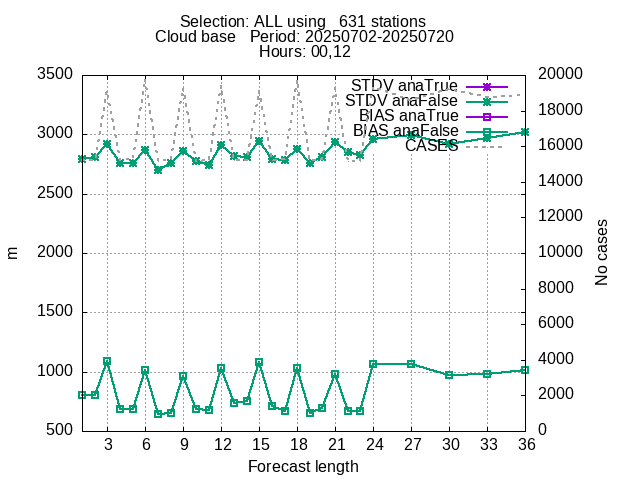 Selection: ALL using   631 stations
Cloud base   Period: 20250702-20250720
Hours: 00,12
3500
3000
2500
2000
1500
1000
500
m
STDV anaTrue
STDV anaFalse
BIAS anaTrue
BIAS anaFalse
CASES
20000
18000
16000
14000
12000
10000
8000
6000
4000
2000
0
No cases
3 6 9 12 15 18 21 24 27 30 33 36
Forecast length